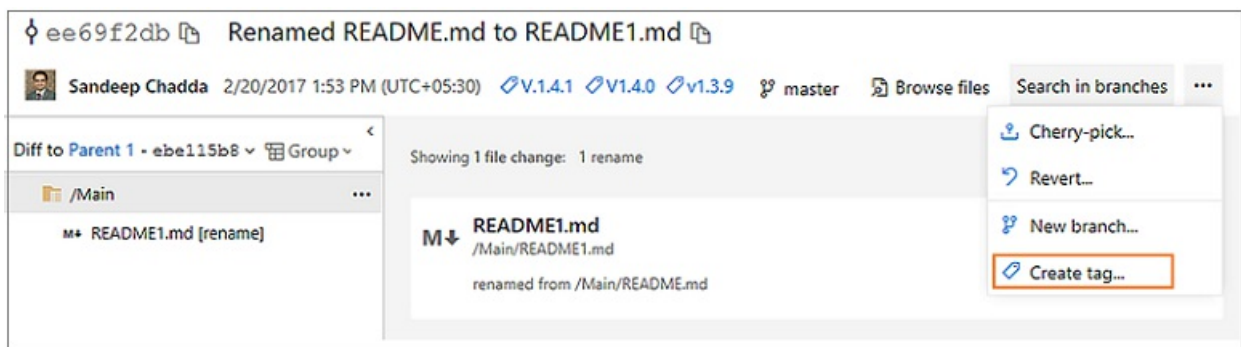 ee69f2db Renamed README.md to README1.md
Sandeep Chadda 2/20/2017 1:53 PM (UTC+05:30) V.1.4.1 V1.4.0 v1.3.9 master Browse files Search in branches ...
Diff to Parent 1 - ebe115b8 Group
Showing 1 file change: 1 rename
Cherry-pick...
/Main ...
Revert...
M↓ README1.md [rename]
M↓ README1.md
/Main/README1.md
New branch...
renamed from /Main/README.md
Create tag...